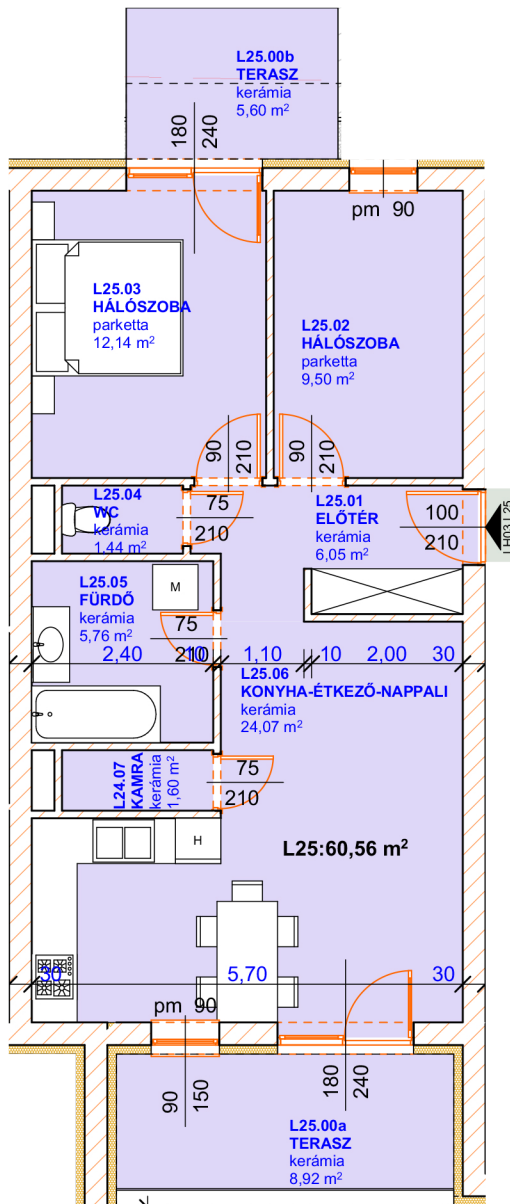 L25.00b
TERASZ
kerámia
5,60 m²
180
240
pm 90
L25.03
HÁLÓSZOBA
parketta
12,14 m²
L25.02
HÁLÓSZOBA
parketta
9,50 m²
90
210
90
210
L25.04
WC
kerámia
1,44 m²
75
210
L25.01
ELŐTÉR
kerámia
6,05 m²
100
210
LH03 L25
L25.05
FÜRDŐ
kerámia
5,76 m²
M
75
210
2,40 10 1,10 10 2,00 30
L25.06
KONYHA-ÉTKEZŐ-NAPPALI
kerámia
24,07 m²
L24.07
KAMRA
kerámia
1,60 m²
75
210
H
L25:60,56 m²
30 5,70 30
pm 90
90
150
180
240
L25.00a
TERASZ
kerámia
8,92 m²